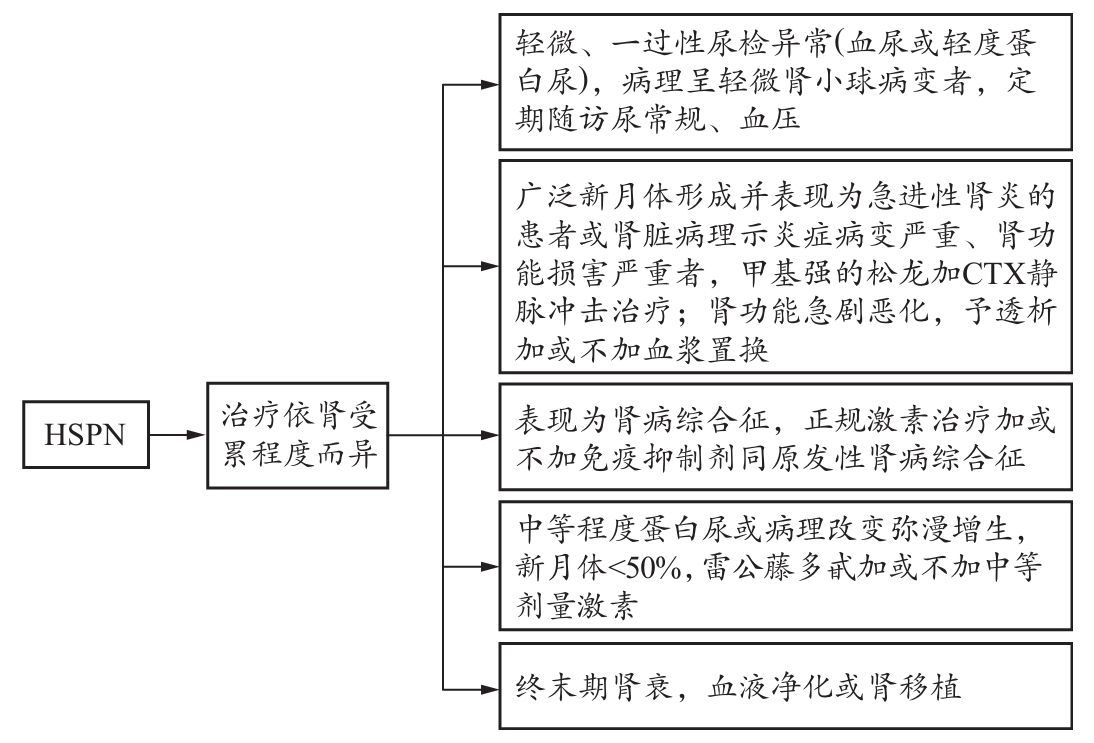 HSPN
治疗依肾受
累程度而异
轻微、一过性尿检异常(血尿或轻度蛋
白尿)，病理呈轻微肾小球病变者，定
期随访尿常规、血压
广泛新月体形成并表现为急进性肾炎的
患者或肾脏病理示炎症病变严重、肾功
能损害严重者，甲基强的松龙加CTX静
脉冲击治疗；肾功能急剧恶化，予透析
加或不加血浆置换
表现为肾病综合征，正规激素治疗加或
不加免疫抑制剂同原发性肾病综合征
中等程度蛋白尿或病理改变弥漫增生，
新月体<50%, 雷公藤多甙加或不加中等
剂量激素
终末期肾衰，血液净化或肾移植